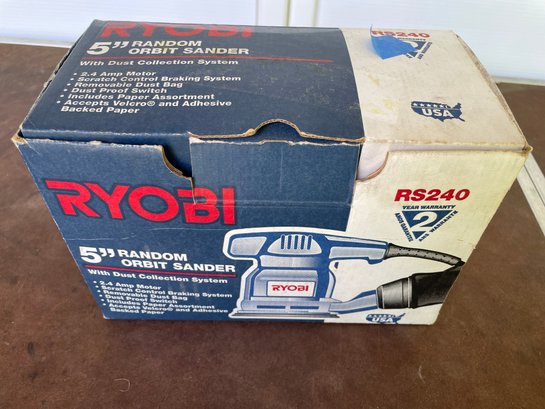 RYOBI
5" RANDOM
ORBIT SANDER
With Dust Collection System
• 2.4 Amp Motor
• Scratch Control Braking System
• Removable Dust Bag
• Dust Proof Switch
• Includes Paper Assortment
• Accepts Velcro® and Adhesive
Backed Paper
RS240
USA
RYOBI
5" RANDOM
ORBIT SANDER
With Dust Collection System
• 2.4 Amp Motor
• Scratch Control Braking System
• Removable Dust Bag
• Dust Proof Switch
• Includes Paper Assortment
• Accepts Velcro® and Adhesive
Backed Paper
RYOBI
RS240
YEAR WARRANTY
2
USA